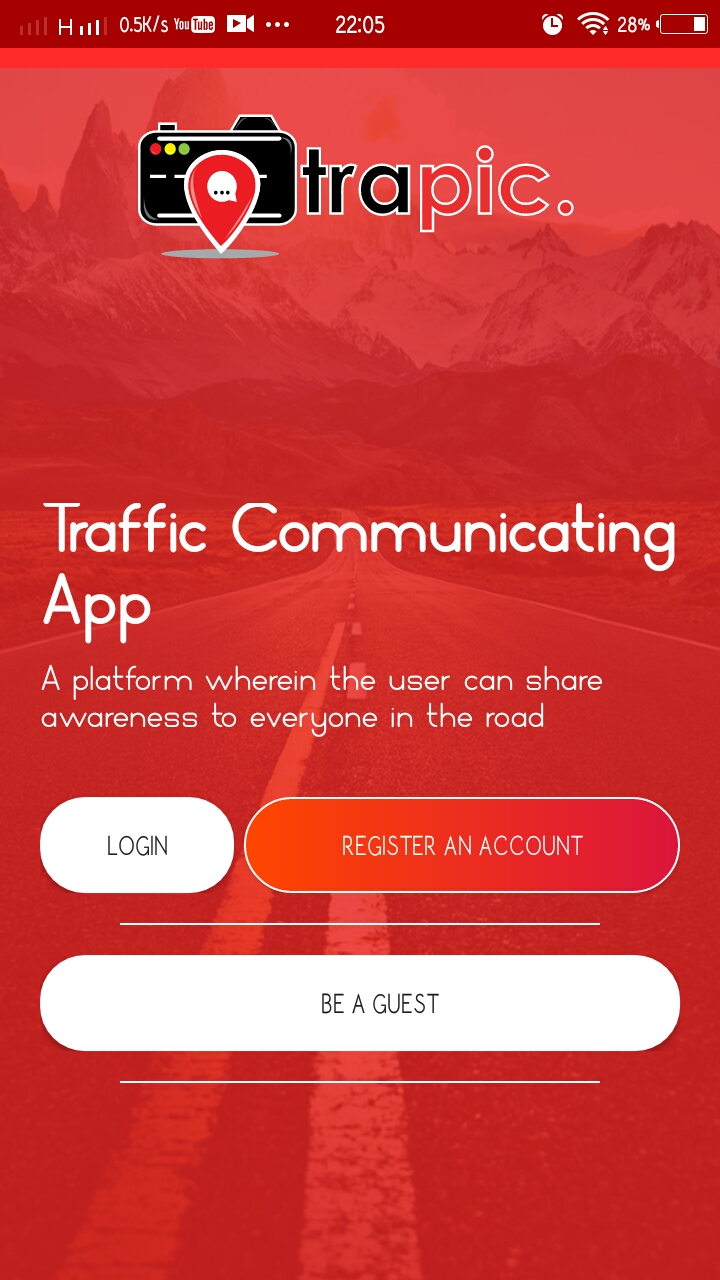 H 0.5K/s YouTube 22:05 28%
trapic.
Traffic Communicating
App
A platform wherein the user can share
awareness to everyone in the road
LOGIN
REGISTER AN ACCOUNT
BE A GUEST